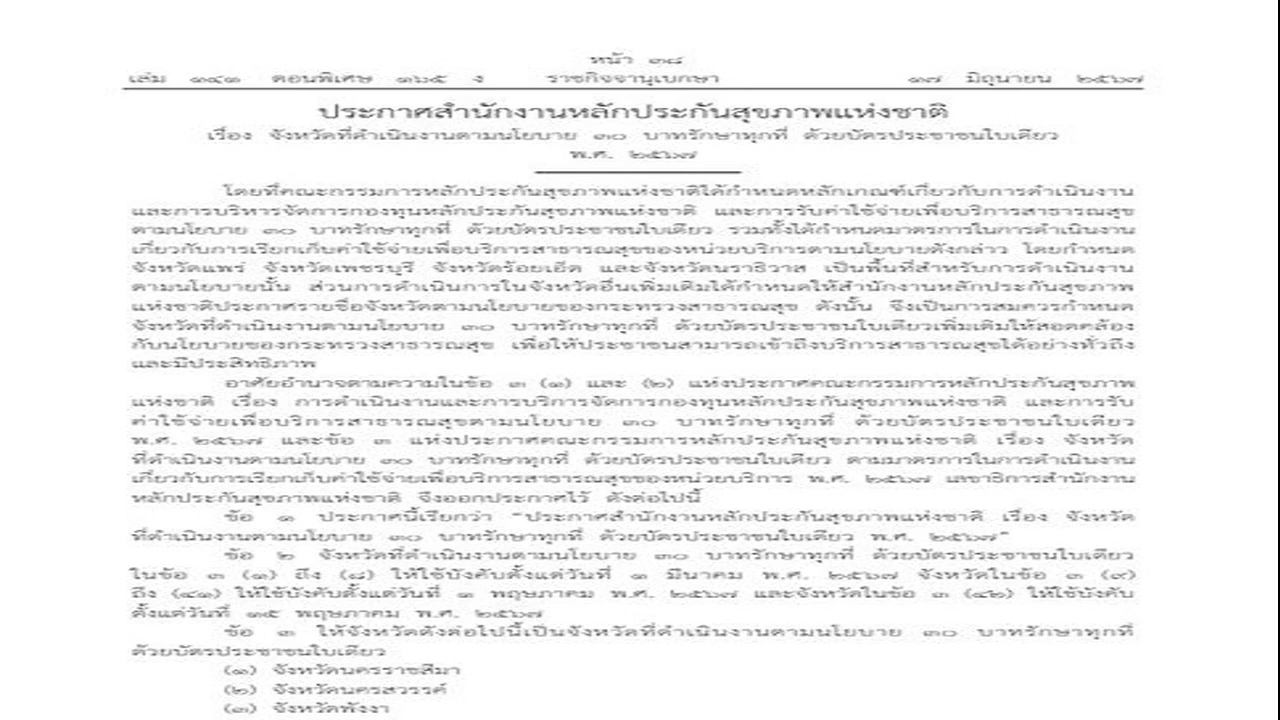 หน้า ๓๘
เล่ม ๑๔๑ ตอนพิเศษ ๑๖๕ ง ราชกิจจานุเบกษา ๑๗ มิถุนายน ๒๕๖๗
ประกาศสำนักงานหลักประกันสุขภาพแห่งชาติ
เรื่อง จังหวัดที่ดำเนินงานตามนโยบาย ๓๐ บาทรักษาทุกที่ ด้วยบัตรประชาชนใบเดียว
พ.ศ. ๒๕๖๗
โดยที่คณะกรรมการหลักประกันสุขภาพแห่งชาติได้กำหนดหลักเกณฑ์เกี่ยวกับการดำเนินงาน
และการบริหารจัดการกองทุนหลักประกันสุขภาพแห่งชาติ และการรับค่าใช้จ่ายเพื่อบริการสาธารณสุข
ตามนโยบาย ๓๐ บาทรักษาทุกที่ ด้วยบัตรประชาชนใบเดียว รวมทั้งได้กำหนดมาตรการในการดำเนินงาน
เกี่ยวกับการเรียกเก็บค่าใช้จ่ายเพื่อบริการสาธารณสุขของหน่วยบริการตามนโยบายดังกล่าว โดยกำหนด
จังหวัดแพร่ จังหวัดเพชรบุรี จังหวัดร้อยเอ็ด และจังหวัดนราธิวาส เป็นพื้นที่สำหรับการดำเนินงาน
ตามนโยบายนั้น ส่วนการดำเนินการในจังหวัดอื่นเพิ่มเติมได้กำหนดให้สำนักงานหลักประกันสุขภาพ
แห่งชาติประกาศรายชื่อจังหวัดตามนโยบายของกระทรวงสาธารณสุข ดังนั้น จึงเป็นการสมควรกำหนด
จังหวัดที่ดำเนินงานตามนโยบาย ๓๐ บาทรักษาทุกที่ ด้วยบัตรประชาชนใบเดียวเพิ่มเติมให้สอดคล้อง
กับนโยบายของกระทรวงสาธารณสุข เพื่อให้ประชาชนสามารถเข้าถึงบริการสาธารณสุขได้อย่างทั่วถึง
และมีประสิทธิภาพ
อาศัยอำนาจตามความในข้อ ๓ (๑) และ (๒) แห่งประกาศคณะกรรมการหลักประกันสุขภาพ
แห่งชาติ เรื่อง การดำเนินงานและการบริหารจัดการกองทุนหลักประกันสุขภาพแห่งชาติ และการรับ
ค่าใช้จ่ายเพื่อบริการสาธารณสุขตามนโยบาย ๓๐ บาทรักษาทุกที่ ด้วยบัตรประชาชนใบเดียว
พ.ศ. ๒๕๖๗ และข้อ ๓ แห่งประกาศคณะกรรมการหลักประกันสุขภาพแห่งชาติ เรื่อง จังหวัด
ที่ดำเนินงานตามนโยบาย ๓๐ บาทรักษาทุกที่ ด้วยบัตรประชาชนใบเดียว ตามมาตรการในการดำเนินงาน
เกี่ยวกับการเรียกเก็บค่าใช้จ่ายเพื่อบริการสาธารณสุขของหน่วยบริการ พ.ศ. ๒๕๖๗ เลขาธิการสำนักงาน
หลักประกันสุขภาพแห่งชาติ จึงออกประกาศไว้ ดังต่อไปนี้
ข้อ ๑ ประกาศนี้เรียกว่า “ประกาศสำนักงานหลักประกันสุขภาพแห่งชาติ เรื่อง จังหวัด
ที่ดำเนินงานตามนโยบาย ๓๐ บาทรักษาทุกที่ ด้วยบัตรประชาชนใบเดียว พ.ศ. ๒๕๖๗”
ข้อ ๒ จังหวัดที่ดำเนินงานตามนโยบาย ๓๐ บาทรักษาทุกที่ ด้วยบัตรประชาชนใบเดียว
ในข้อ ๓ (๑) ถึง (๘) ให้ใช้บังคับตั้งแต่วันที่ ๑ มีนาคม พ.ศ. ๒๕๖๗ จังหวัดในข้อ ๓ (๙)
ถึง (๔๑) ให้ใช้บังคับตั้งแต่วันที่ ๑ พฤษภาคม พ.ศ. ๒๕๖๗ และจังหวัดในข้อ ๓ (๔๒) ให้ใช้บังคับ
ตั้งแต่วันที่ ๑๕ พฤษภาคม พ.ศ. ๒๕๖๗
ข้อ ๓ ให้จังหวัดดังต่อไปนี้เป็นจังหวัดที่ดำเนินงานตามนโยบาย ๓๐ บาทรักษาทุกที่
ด้วยบัตรประชาชนใบเดียว
(๑) จังหวัดนครราชสีมา
(๒) จังหวัดนครสวรรค์
(๓) จังหวัดพังงา